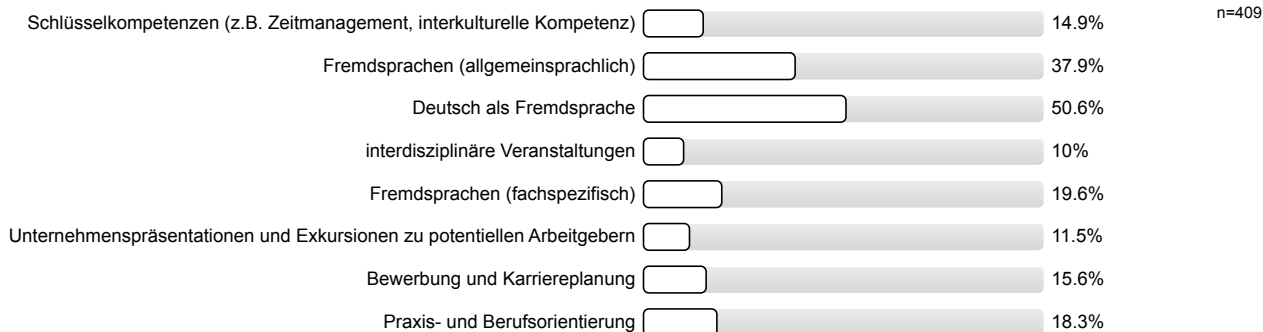 Schlüsselkompetenzen (z.B. Zeitmanagement, interkulturelle Kompetenz) 14.9% n=409
Fremdsprachen (allgemeinsprachlich) 37.9%
Deutsch als Fremdsprache 50.6%
interdisziplinäre Veranstaltungen 10%
Fremdsprachen (fachspezifisch) 19.6%
Unternehmenspräsentationen und Exkursionen zu potentiellen Arbeitgebern 11.5%
Bewerbung und Karriereplanung 15.6%
Praxis- und Berufsorientierung 18.3%